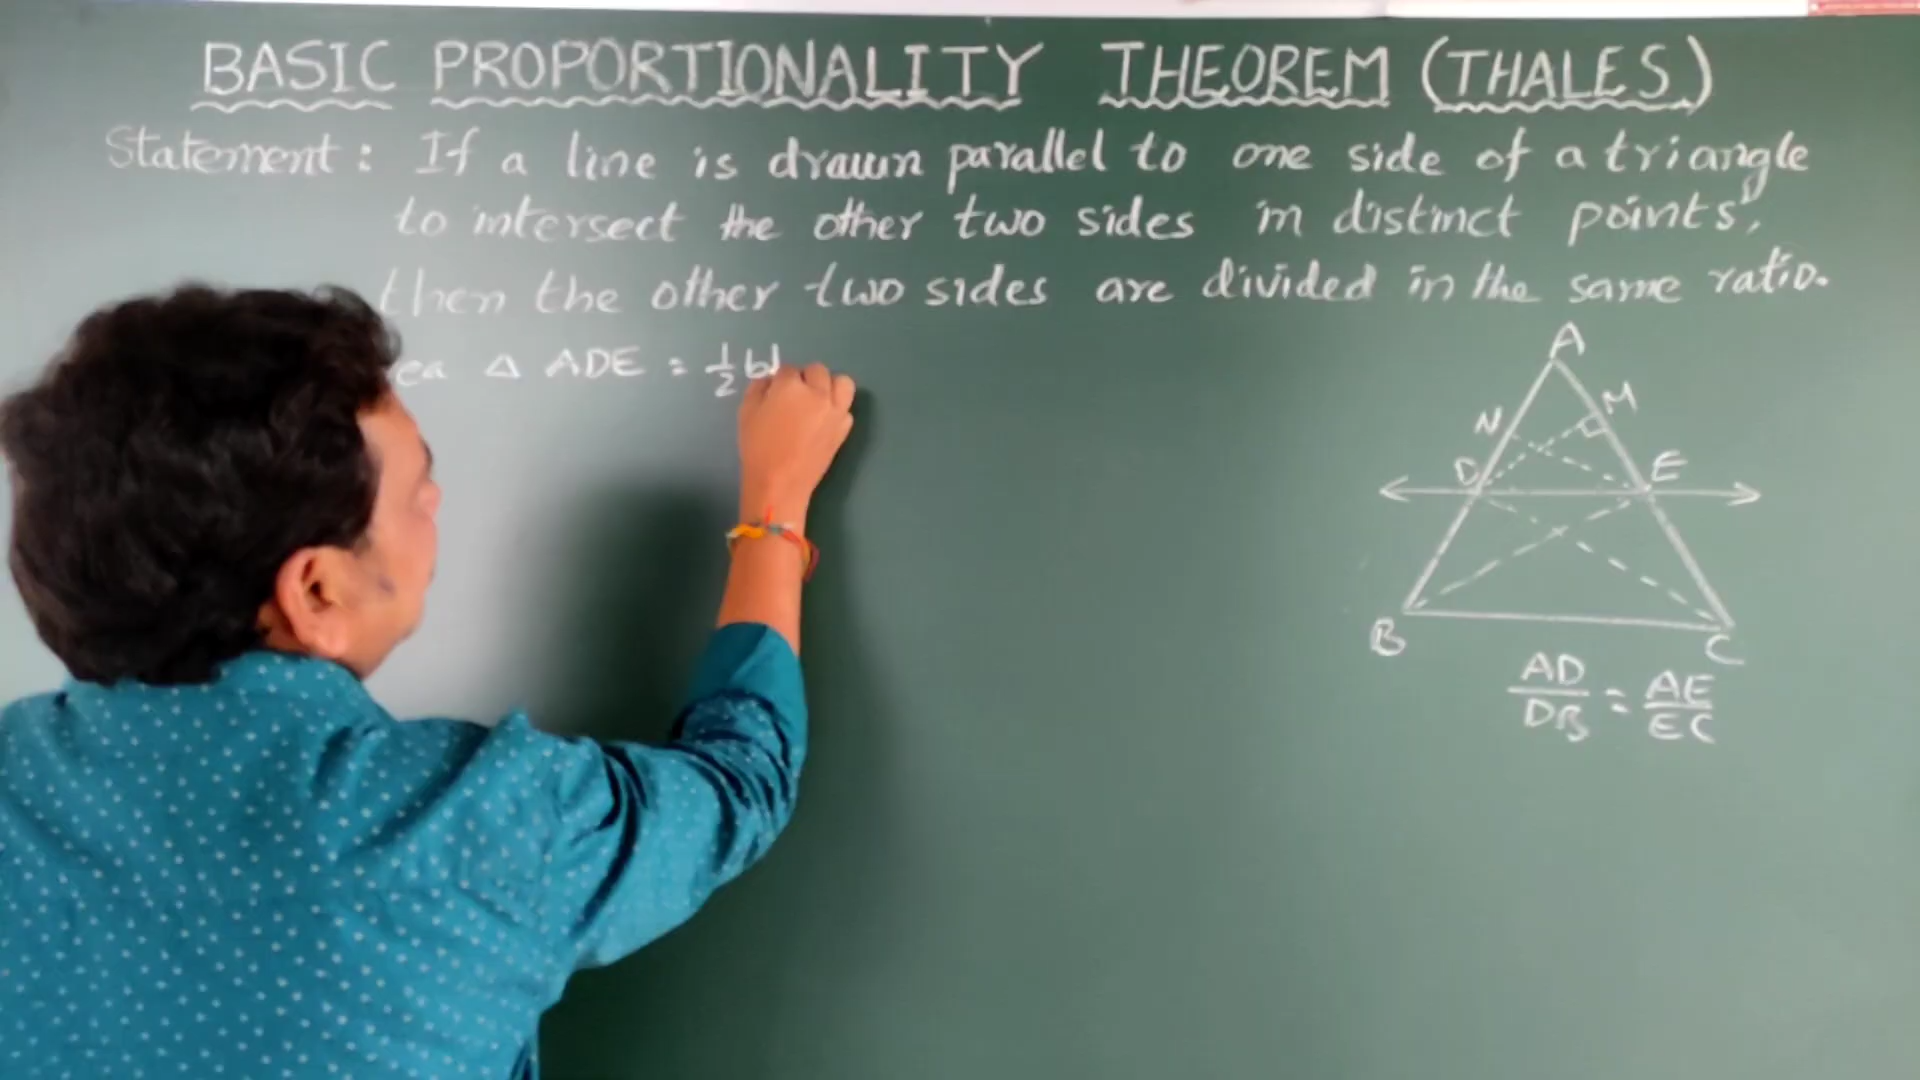 BASIC PROPORTIONALITY THEOREM (THALES)
Statement: If a line is drawn parallel to one side of a triangle
to intersect the other two sides in distinct points,
then the other two sides are divided in the same ratio.
ea Δ ADE = 1/2 b
A
M
N
D
E
B
C
AD/DB = AE/EC